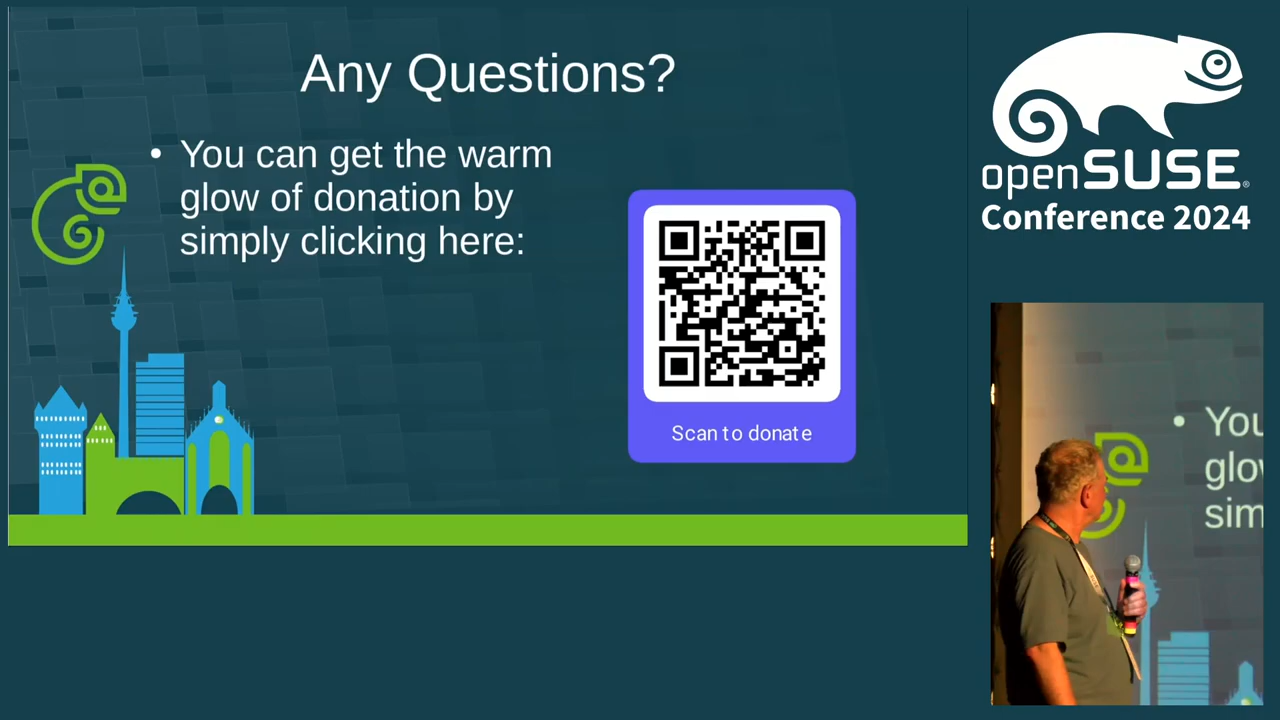 Any Questions?
• You can get the warm
glow of donation by
simply clicking here:
Scan to donate
openSUSE®
Conference 2024
• You
glow
sim